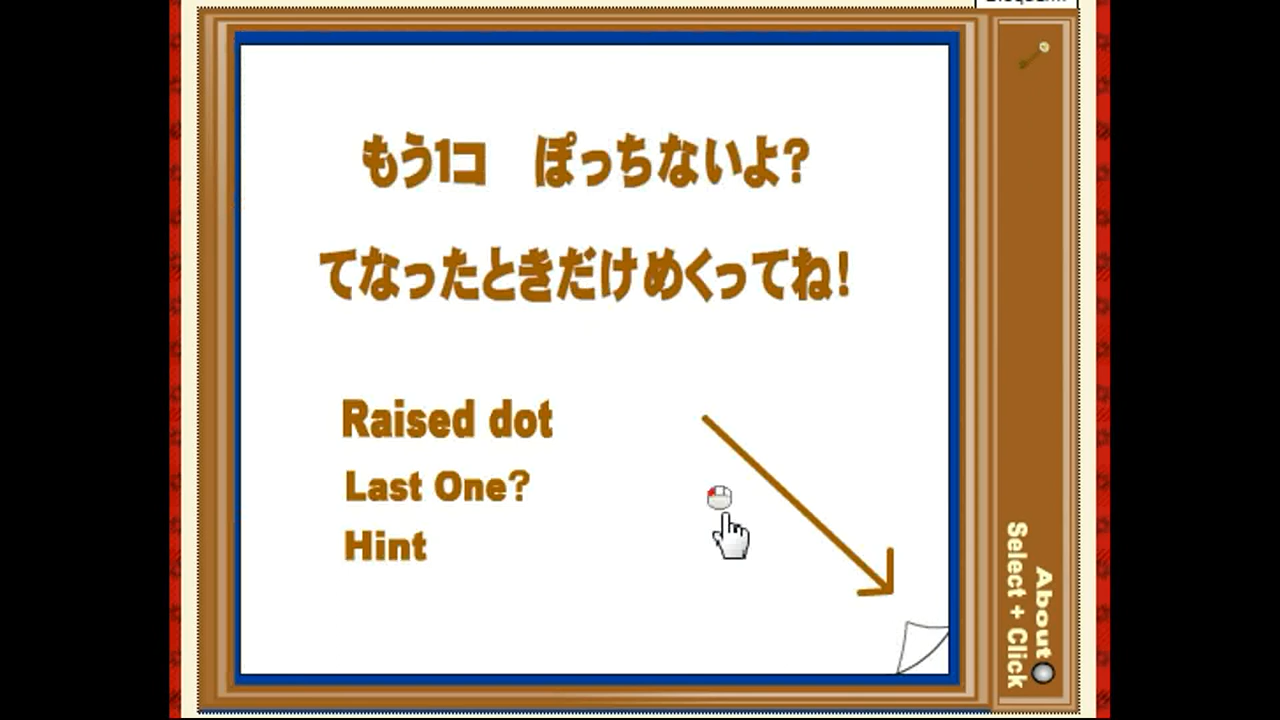 もう1コ　ぽっちないよ?
てなったときだけめくってね!
Raised dot
Last One?
Hint
About
Select + Click